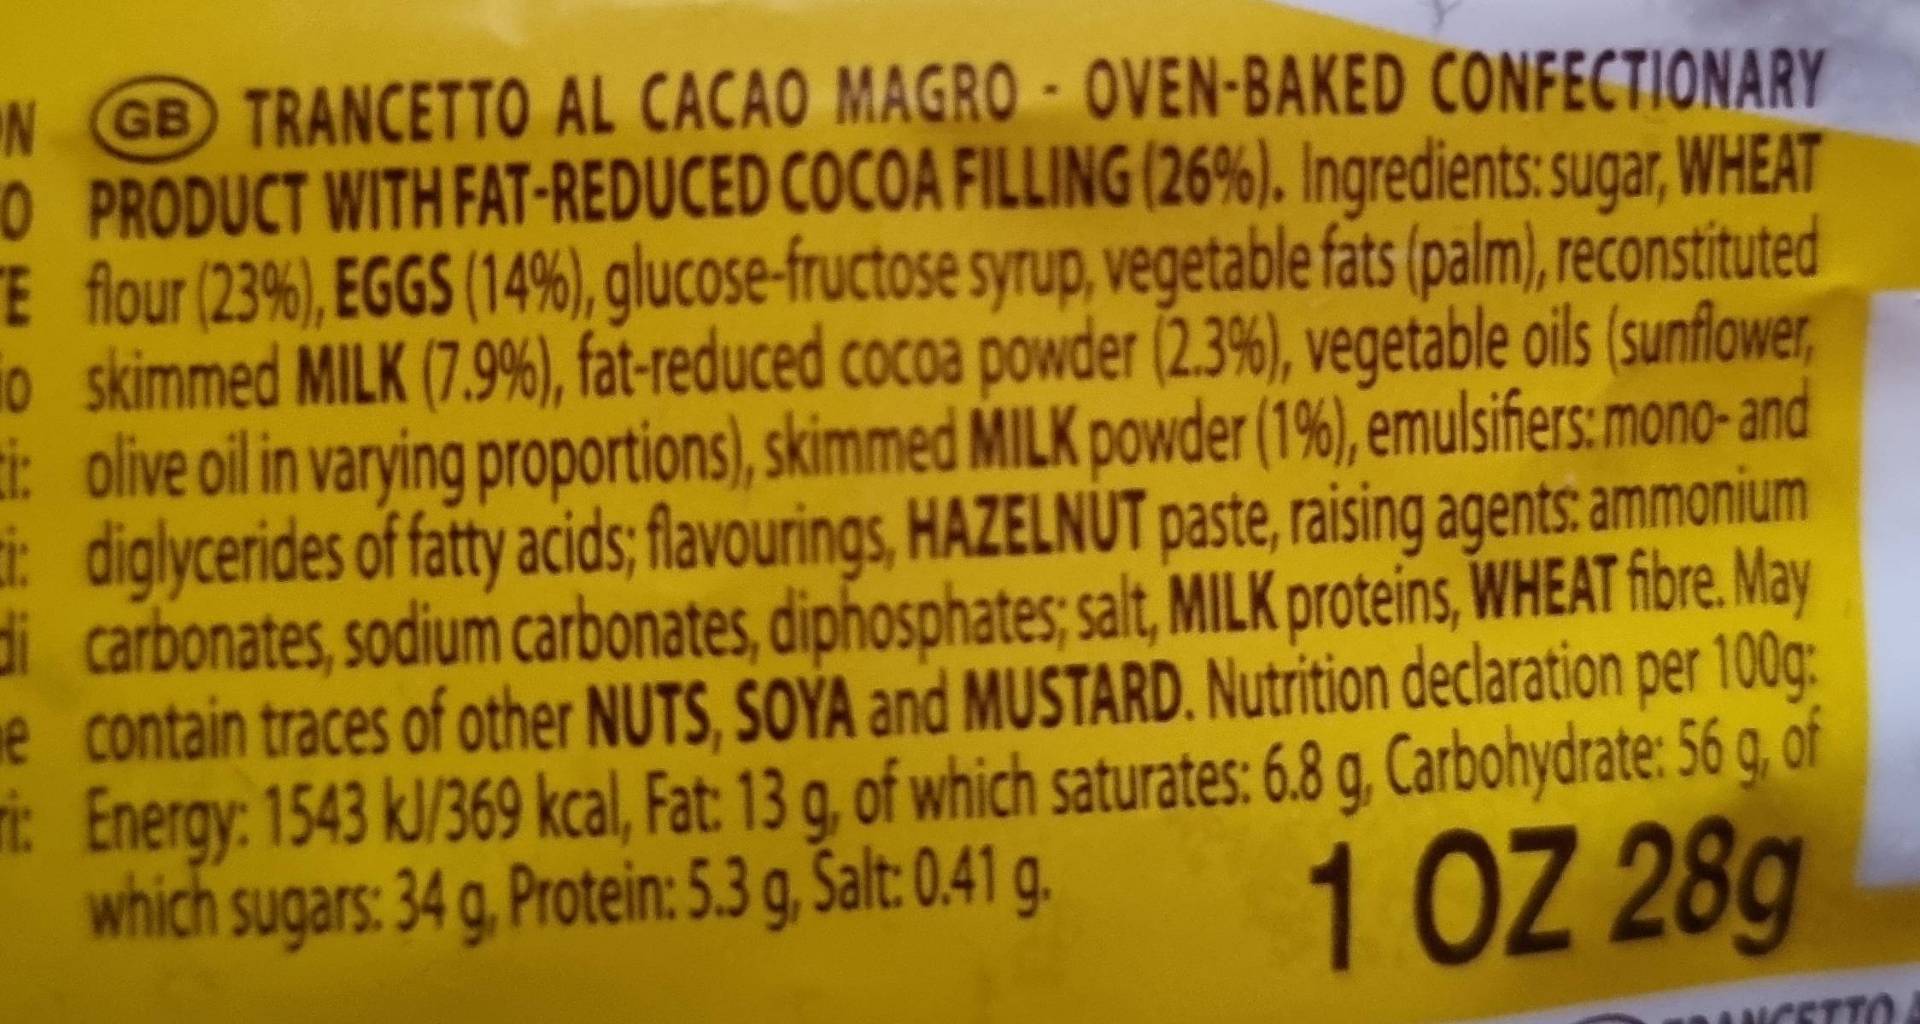 N GB TRANCETTO AL CACAO MAGRO - OVEN-BAKED CONFECTIONARY
O PRODUCT WITH FAT-REDUCED COCOA FILLING (26%). Ingredients: sugar, WHEAT
E flour (23%), EGGS (14%), glucose-fructose syrup, vegetable fats (palm), reconstituted
io skimmed MILK (7.9%), fat-reduced cocoa powder (2.3%), vegetable oils (sunflower,
ti: olive oil in varying proportions), skimmed MILK powder (1%), emulsifiers: mono- and
ti: diglycerides of fatty acids; flavourings, HAZELNUT paste, raising agents: ammonium
di carbonates, sodium carbonates, diphosphates; salt, MILK proteins, WHEAT fibre. May
e contain traces of other NUTS, SOYA and MUSTARD. Nutrition declaration per 100g:
ri: Energy: 1543 kJ/369 kcal, Fat: 13 g, of which saturates: 6.8 g, Carbohydrate: 56 g, of
which sugars: 34 g, Protein: 5.3 g, Salt: 0.41 g.
1 OZ 28g